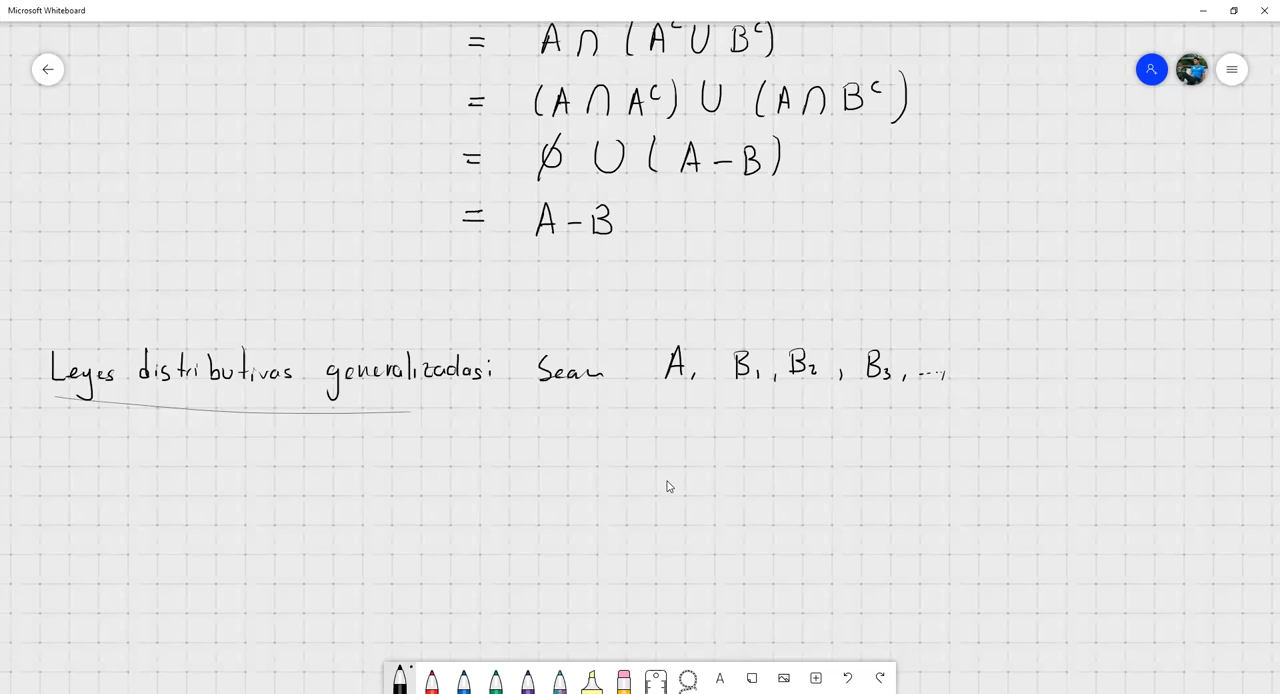 Microsoft Whiteboard
= A ∩ (Aᶜ ∪ Bᶜ)
= (A ∩ Aᶜ) ∪ (A ∩ Bᶜ)
= ∅ ∪ (A − B)
= A − B
Leyes distributivas generalizadas: Sean A, B₁, B₂, B₃, ...,
A